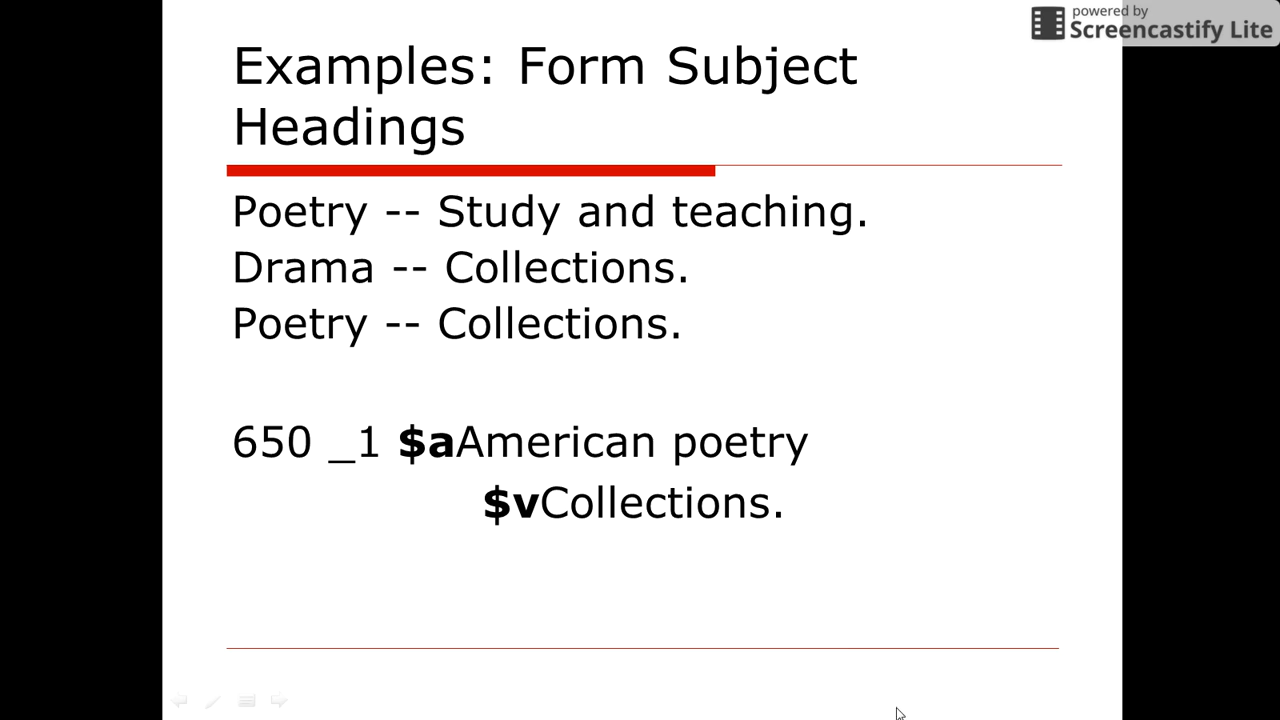 powered by
Screencastify Lite
Examples: Form Subject
Headings
Poetry -- Study and teaching.
Drama -- Collections.
Poetry -- Collections.
650 _1 $aAmerican poetry
$vCollections.